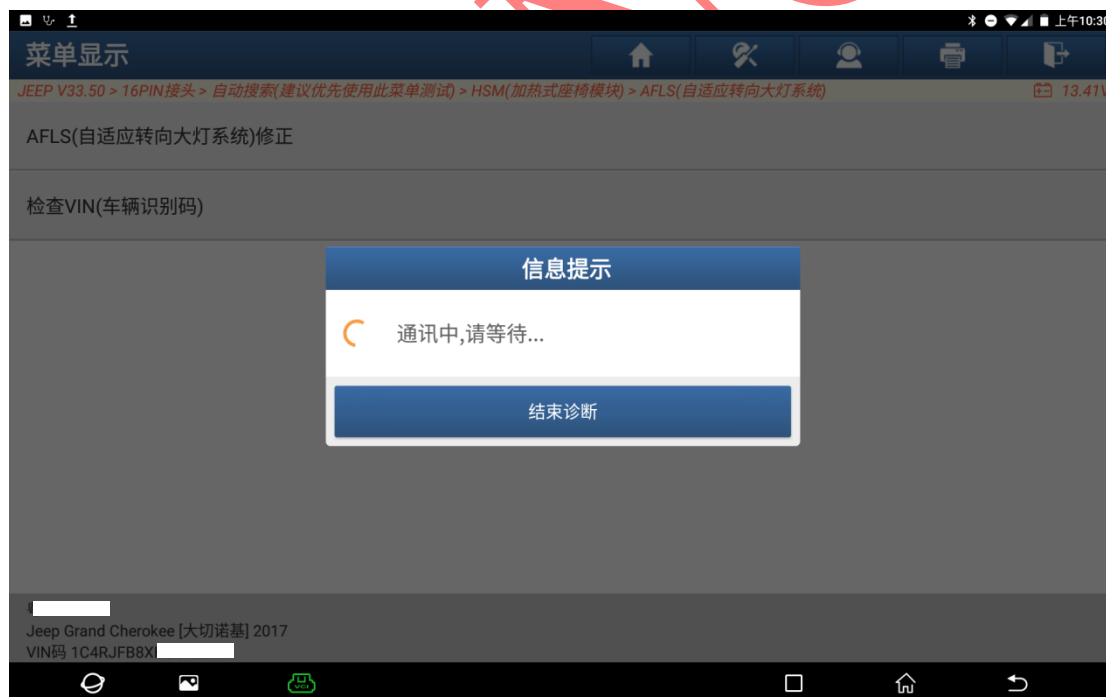 上午10:30
菜单显示
JEEP V33.50 > 16PIN接头 > 自动搜索(建议优先使用此菜单测试) > HSM(加热式座椅模块) > AFLS(自适应转向大灯系统)
13.41V
AFLS(自适应转向大灯系统)修正
检查VIN(车辆识别码)
信息提示
通讯中,请等待...
结束诊断
Jeep Grand Cherokee [大切诺基] 2017
VIN码 1C4RJFB8X
VCI